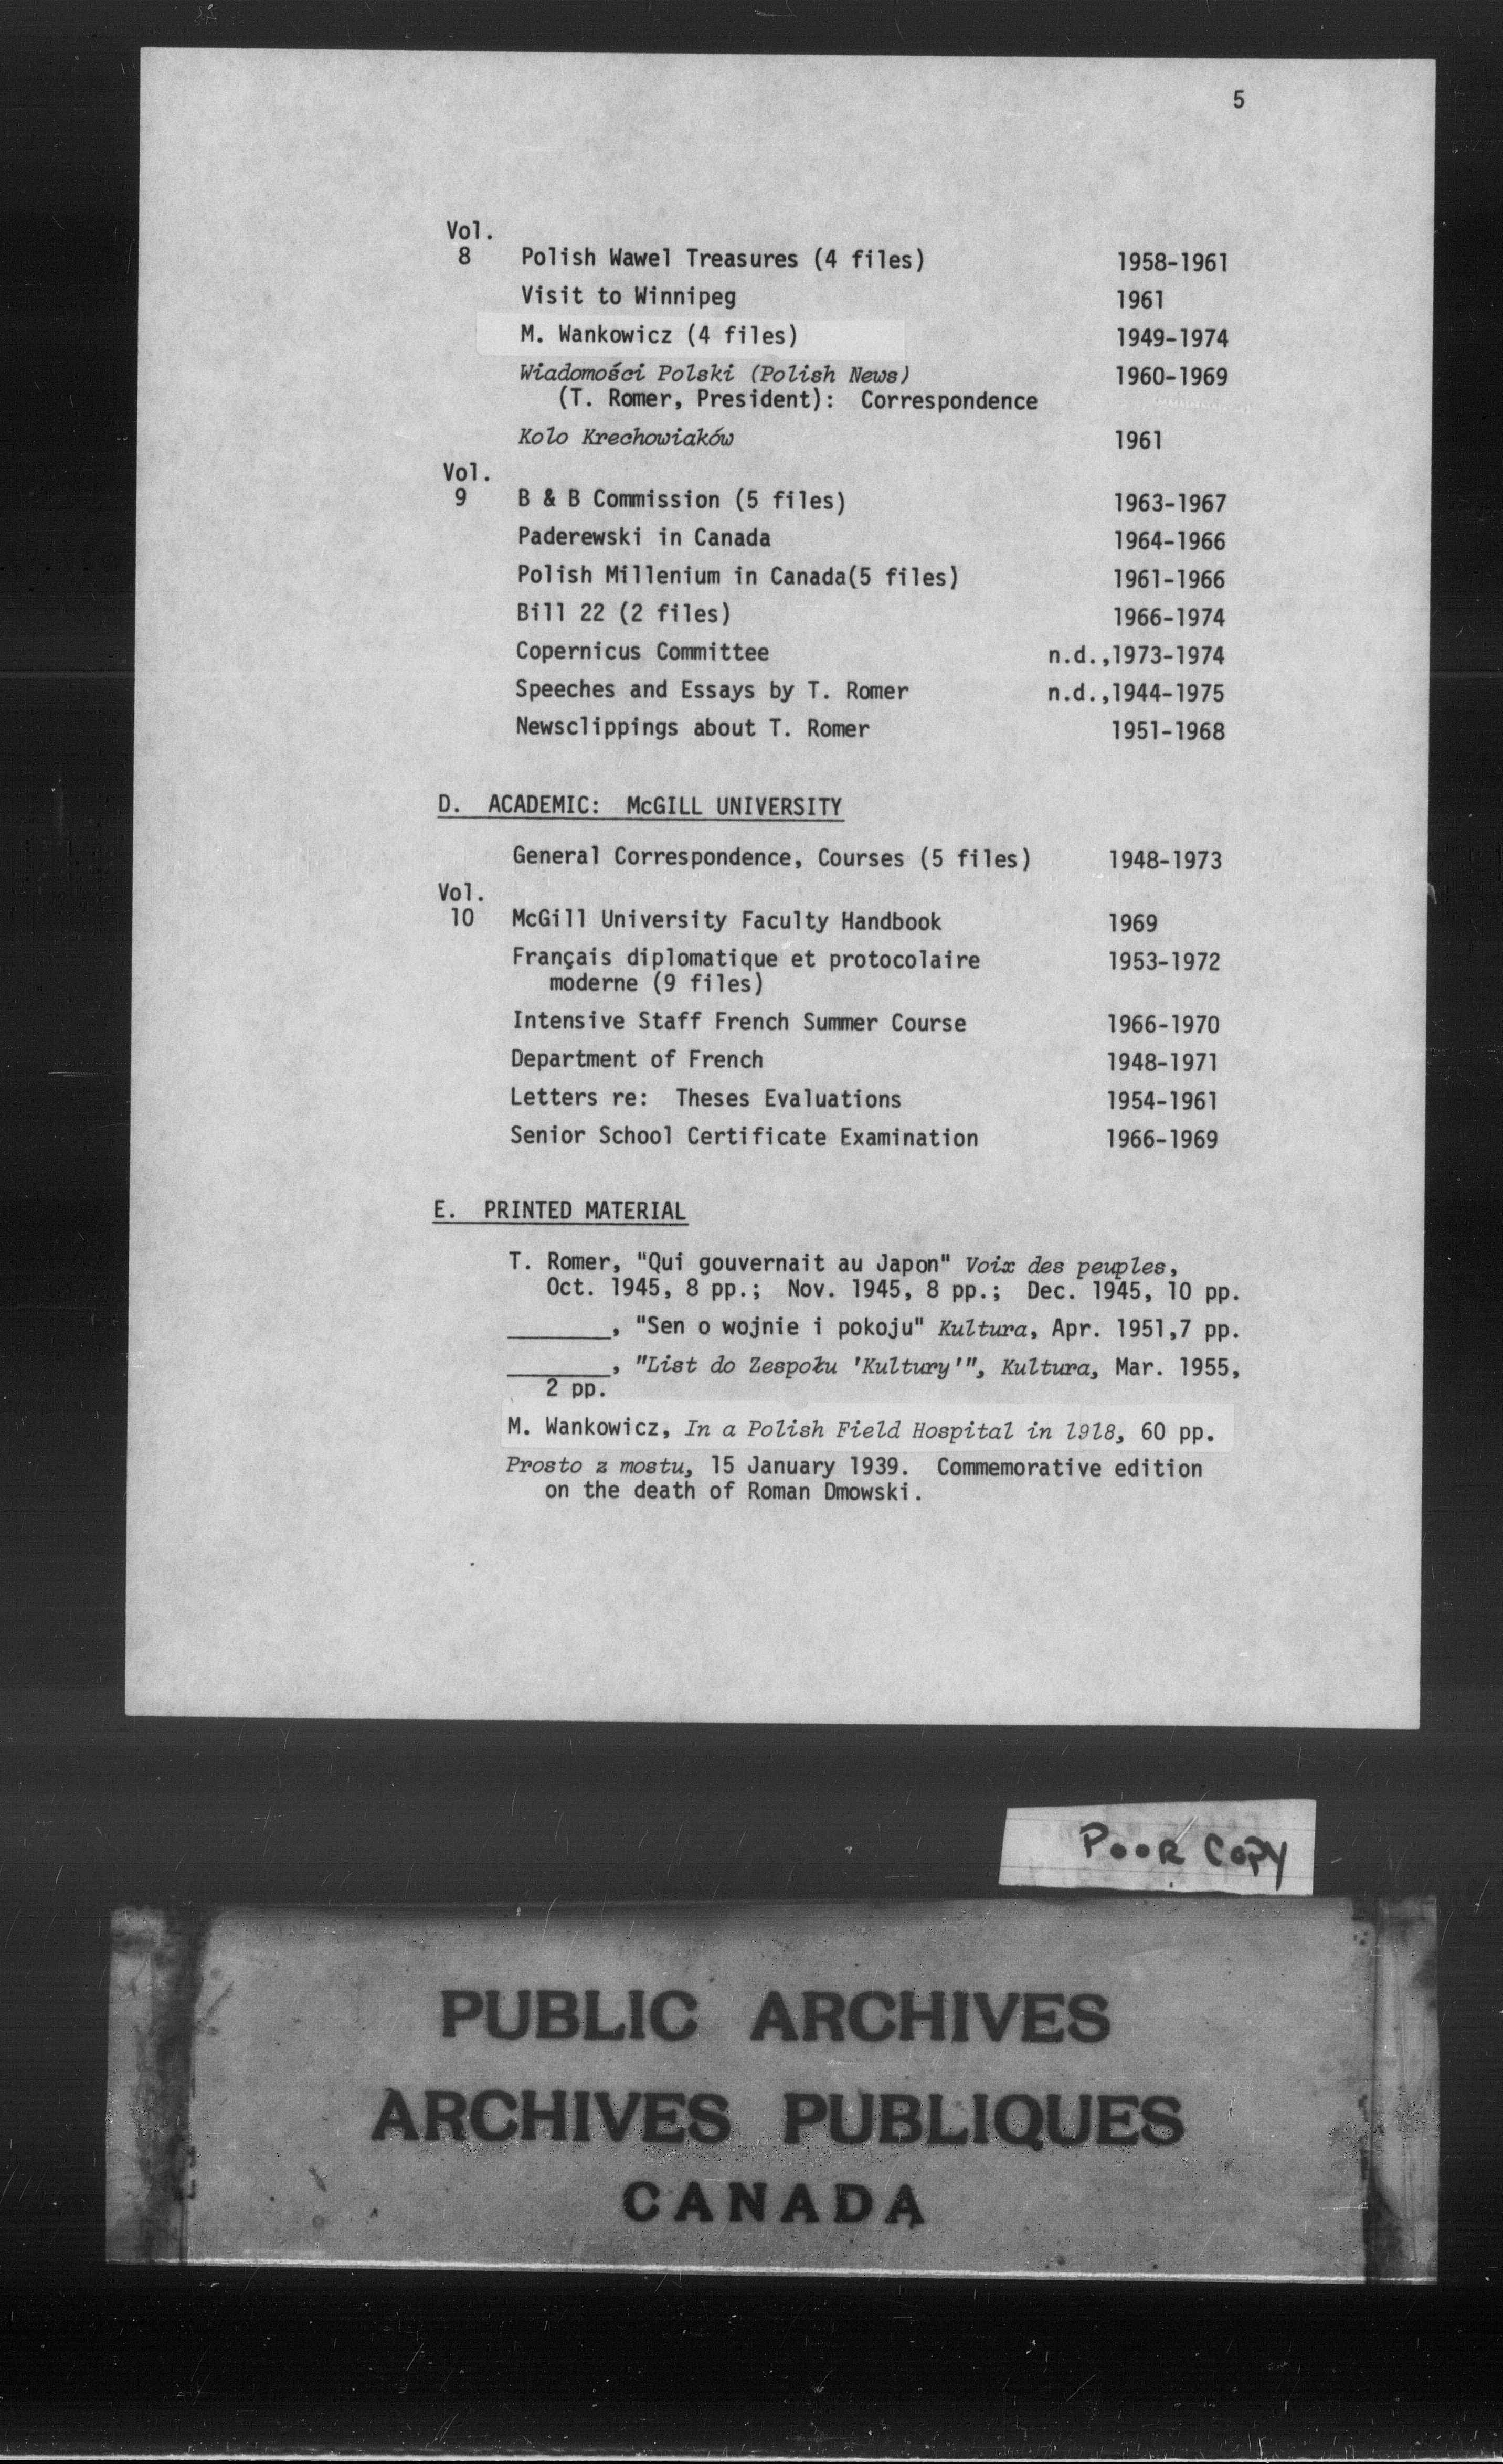 5
Vol.
8 Polish Wawel Treasures (4 files) 1958-1961
Visit to Winnipeg 1961
M. Wankowicz (4 files) 1949-1974
Wiadomości Polski (Polish News) 1960-1969
(T. Romer, President): Correspondence
Kolo Krechowiaków 1961
Vol.
9 B & B Commission (5 files) 1963-1967
Paderewski in Canada 1964-1966
Polish Millenium in Canada(5 files) 1961-1966
Bill 22 (2 files) 1966-1974
Copernicus Committee n.d.,1973-1974
Speeches and Essays by T. Romer n.d.,1944-1975
Newsclippings about T. Romer 1951-1968
D. ACADEMIC: McGILL UNIVERSITY
General Correspondence, Courses (5 files) 1948-1973
Vol.
10 McGill University Faculty Handbook 1969
Français diplomatique et protocolaire 1953-1972
moderne (9 files)
Intensive Staff French Summer Course 1966-1970
Department of French 1948-1971
Letters re: Theses Evaluations 1954-1961
Senior School Certificate Examination 1966-1969
E. PRINTED MATERIAL
T. Romer, "Qui gouvernait au Japon" Voix des peuples,
Oct. 1945, 8 pp.; Nov. 1945, 8 pp.; Dec. 1945, 10 pp.
________, "Sen o wojnie i pokoju" Kultura, Apr. 1951,7 pp.
________, "List do Zespołu 'Kultury'", Kultura, Mar. 1955,
2 pp.
M. Wankowicz, In a Polish Field Hospital in 1918, 60 pp.
Prosto z mostu, 15 January 1939. Commemorative edition
on the death of Roman Dmowski.
POOR COPY
PUBLIC ARCHIVES
ARCHIVES PUBLIQUES
CANADA